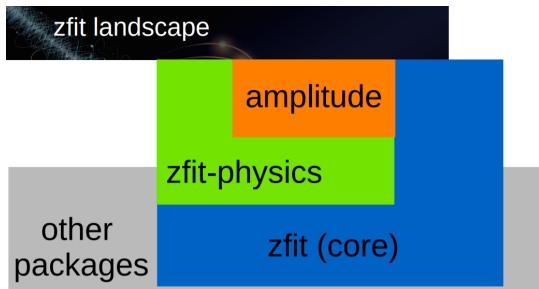 zfit landscape
amplitude
zfit-physics
other
packages
zfit (core)